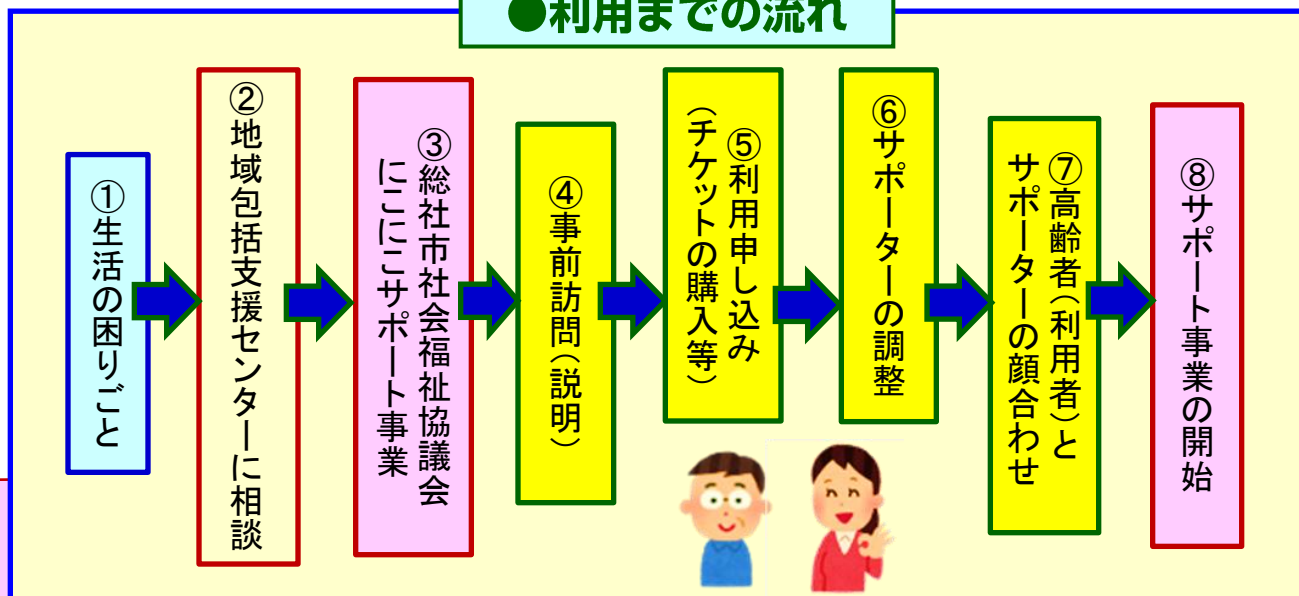 ●利用までの流れ
①生活の困りごと
②地域包括支援センターに相談
③総社市社会福祉協議会
にこにこサポート事業
④事前訪問（説明）
⑤利用申し込み
（チケットの購入等）
⑥サポーターの調整
⑦高齢者（利用者）と
サポーターの顔合わせ
⑧サポート事業の開始